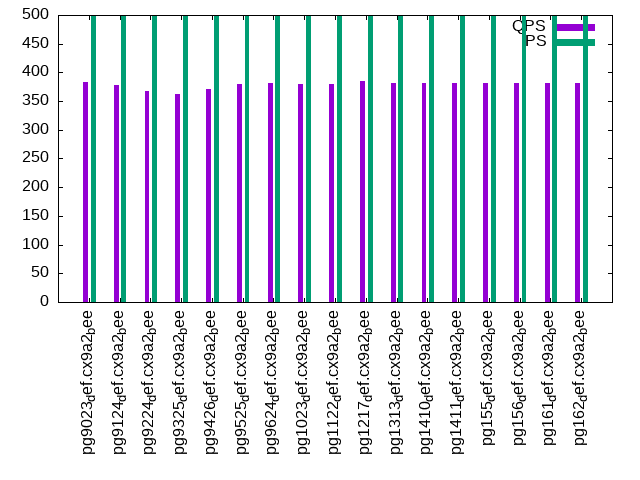 500
450
400
350
300
250
200
150
100
50
0
QPS
PS
pg9023def.cx9a2bee
pg9124def.cx9a2bee
pg9224def.cx9a2bee
pg9325def.cx9a2bee
pg9426def.cx9a2bee
pg9525def.cx9a2bee
pg9624def.cx9a2bee
pg1023def.cx9a2bee
pg1122def.cx9a2bee
pg1217def.cx9a2bee
pg1313def.cx9a2bee
pg1410def.cx9a2bee
pg1411def.cx9a2bee
pg155def.cx9a2bee
pg156def.cx9a2bee
pg161def.cx9a2bee
pg162def.cx9a2bee